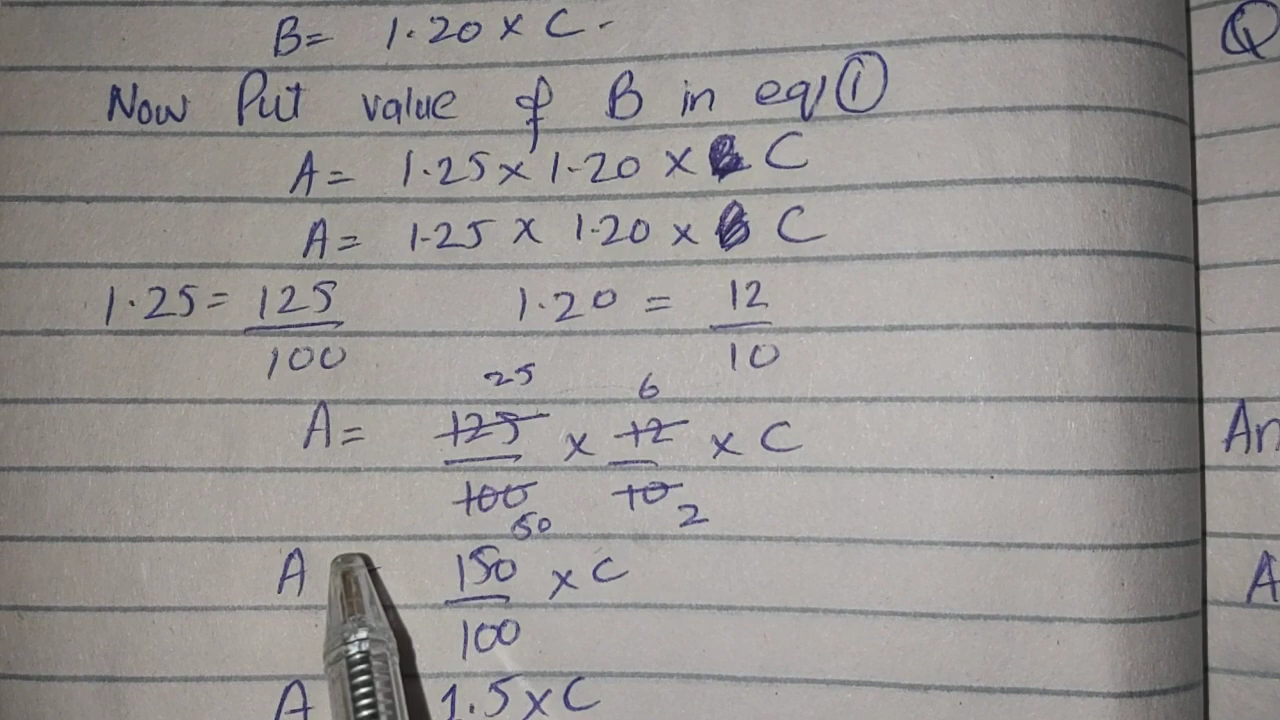 B= 1.20 x C.
Now Put value of B in eq, ①
A= 1.25 x 1.20 x C
A= 1.25 x 1.20 x C
1.25 = 125/100 1.20 = 12/10
25 6
A= 125/100 x 12/10 x C
50 2
A 150/100 x C
A 1.5 x C
Q
An
A